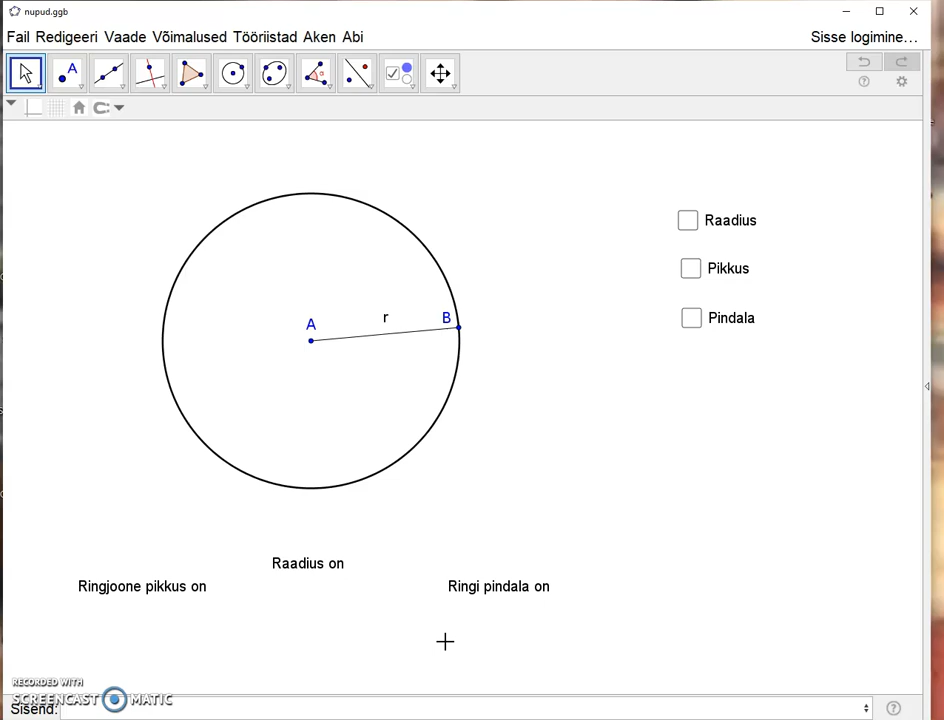 nupud.ggb
Fail Redigeeri Vaade Võimalused Tööriistad Aken Abi
Sisse logimine...
A
Raadius
Pikkus
Pindala
r
A
B
Raadius on
Ringjoone pikkus on
Ringi pindala on
RECORDED WITH
SCREENCAST MATIC
Sisend: